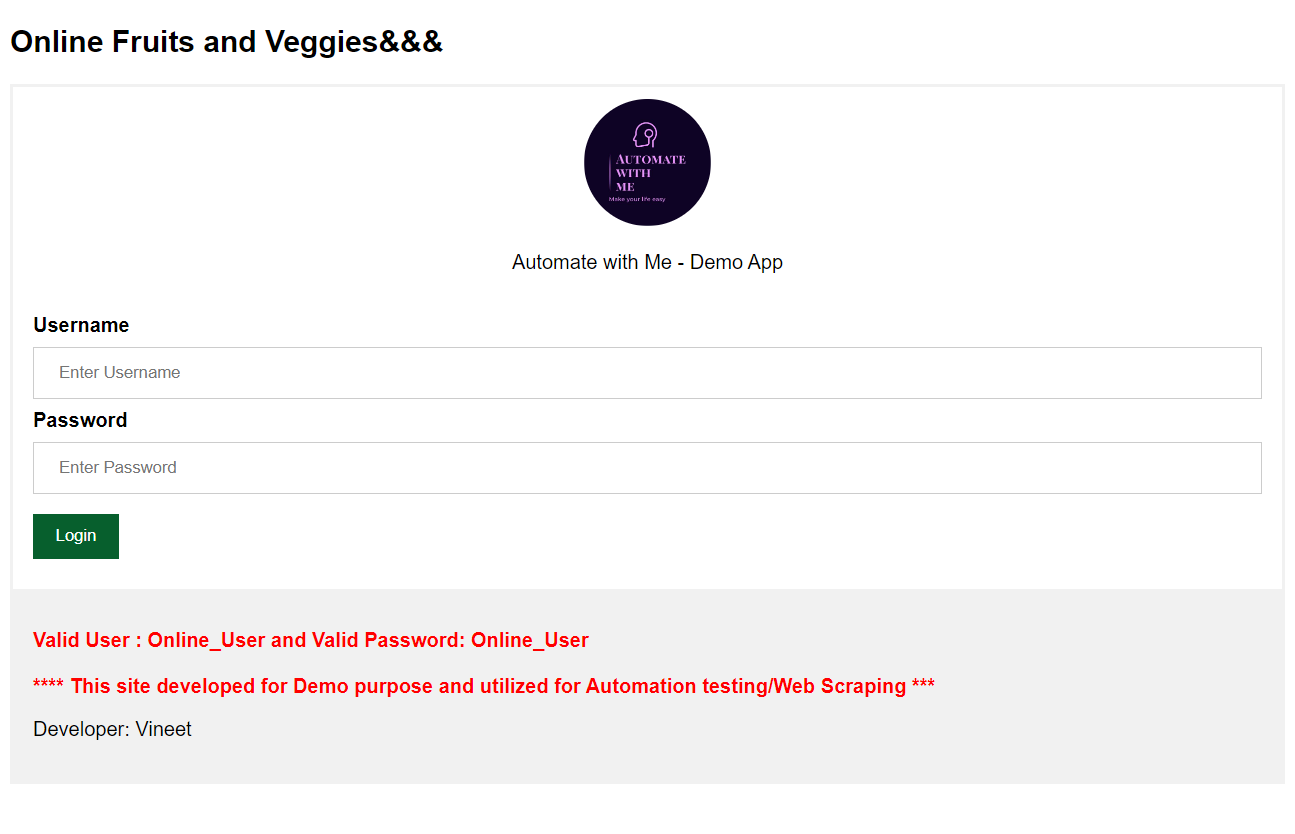 Online Fruits and Veggies&&&
AUTOMATE
WITH
ME
Make your life easy
Automate with Me - Demo App
Username
Enter Username
Password
Enter Password
Login
Valid User : Online_User and Valid Password: Online_User
**** This site developed for Demo purpose and utilized for Automation testing/Web Scraping ***
Developer: Vineet